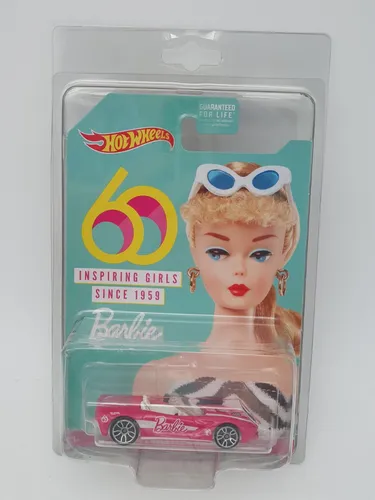 GUARANTEED
FOR LIFE
HOT WHEELS
60
INSPIRING GIRLS
SINCE 1959
Barbie
Barbie